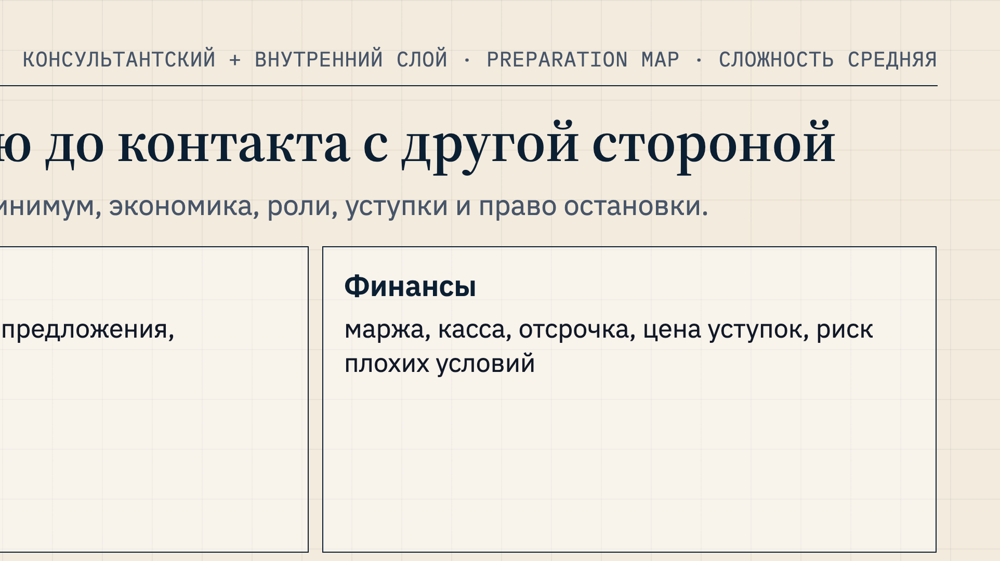 КОНСУЛЬТАНТСКИЙ + ВНУТРЕННИЙ СЛОЙ · PREPARATION MAP · СЛОЖНОСТЬ СРЕДНЯЯ
до контакта с другой стороной
экономика, роли, уступки и право остановки.
предложения,
Финансы
маржа, касса, отсрочка, цена уступок, риск
плохих условий